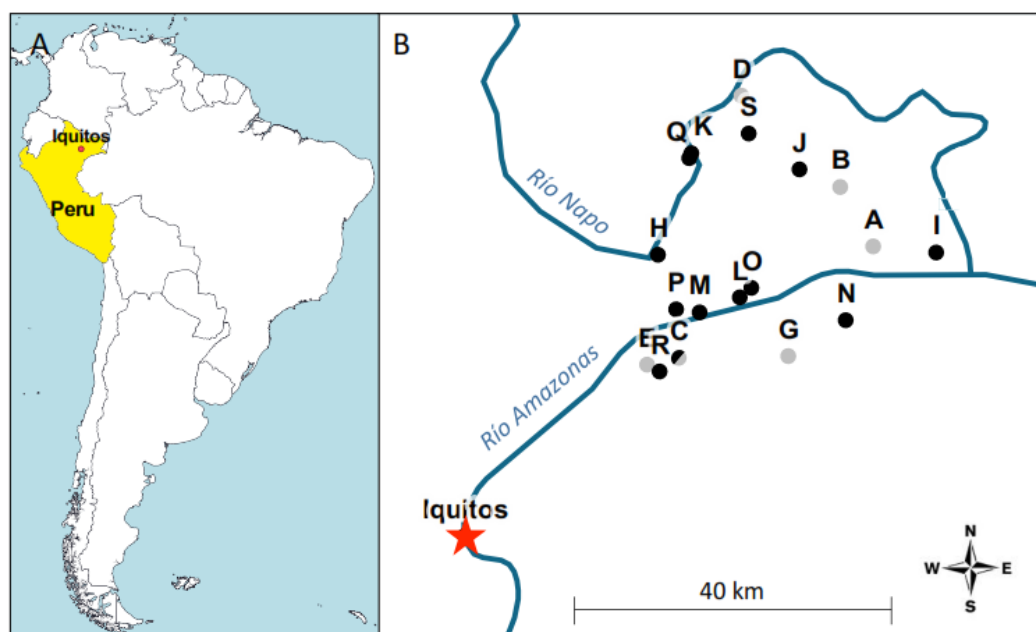 A
Iquitos
Peru
B
D
S
Q K
J
B
Río Napo
H
A
I
L O
P M
N
E R C
G
Río Amazonas
Iquitos
40 km
N
W E
S